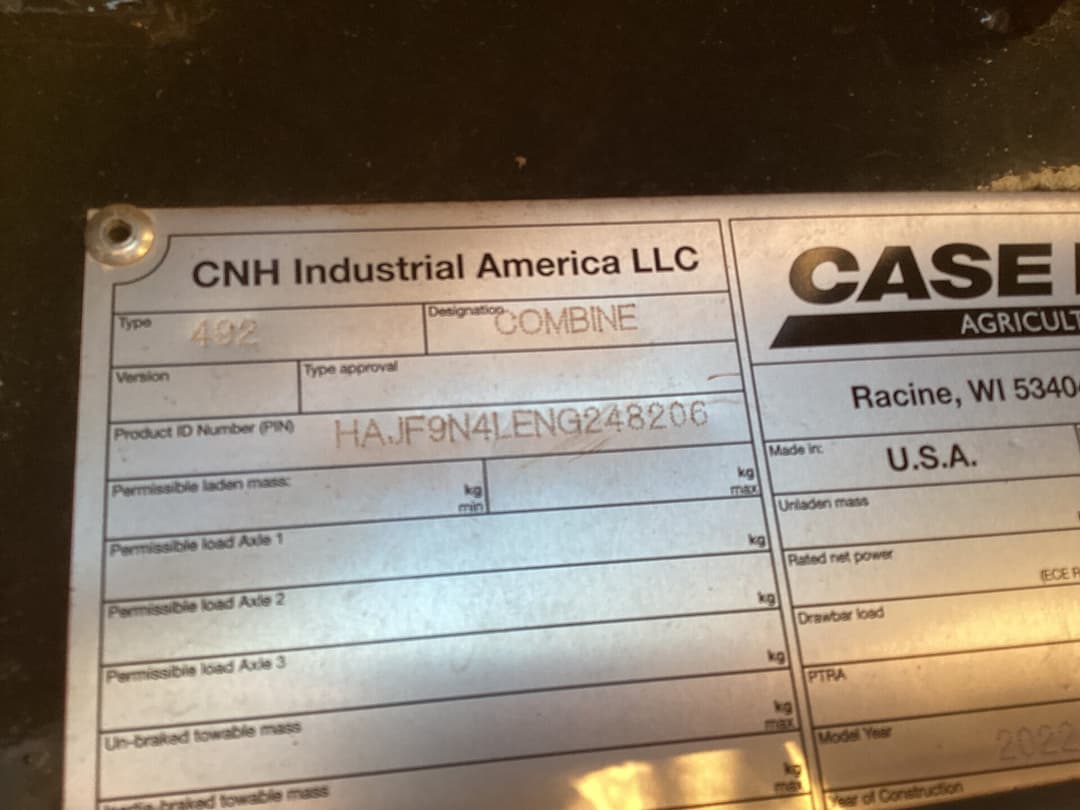 CNH Industrial America LLC
Type 492
Designation COMBINE
Version
Type approval
Product ID Number (PIN) HAJF9N4LENG248206
Permissible laden mass: kg min kg max
Permissible load Axle 1 kg
Permissible load Axle 2 kg
Permissible load Axle 3 kg
Un-braked towable mass kg max
braked towable mass kg max
CASE
AGRICULT
Racine, WI 5340
Made in: U.S.A.
Unladen mass
Rated net power
(ECE R
Drawbar load
PTRA
Model Year 2022
Year of Construction